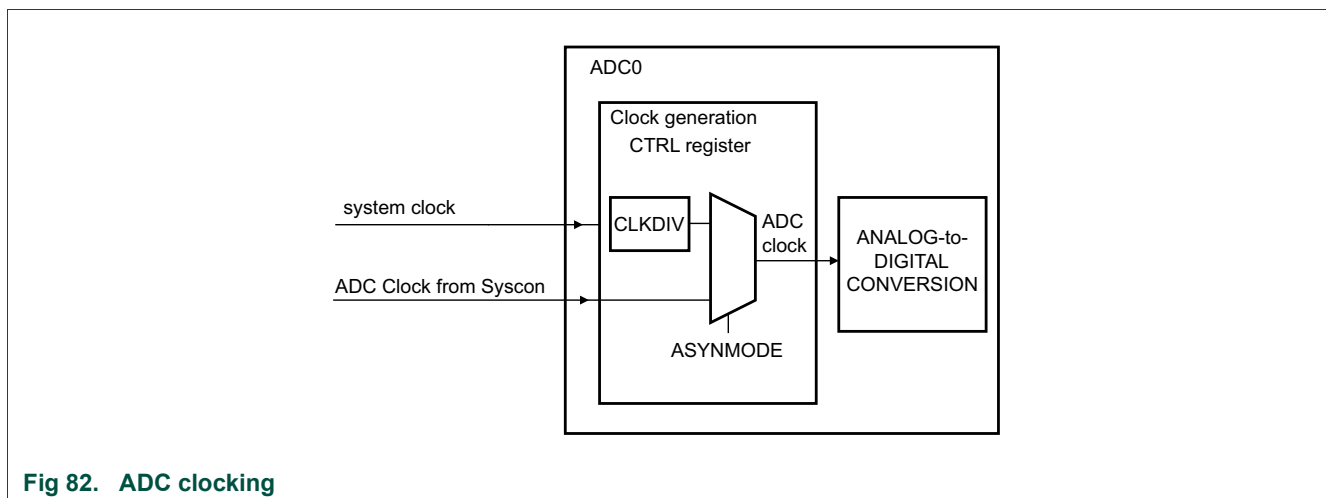 ADC0
Clock generation
CTRL register
system clock
CLKDIV
ADC
clock
ANALOG-to-
DIGITAL
CONVERSION
ADC Clock from Syscon
ASYNMODE
Fig 82. ADC clocking